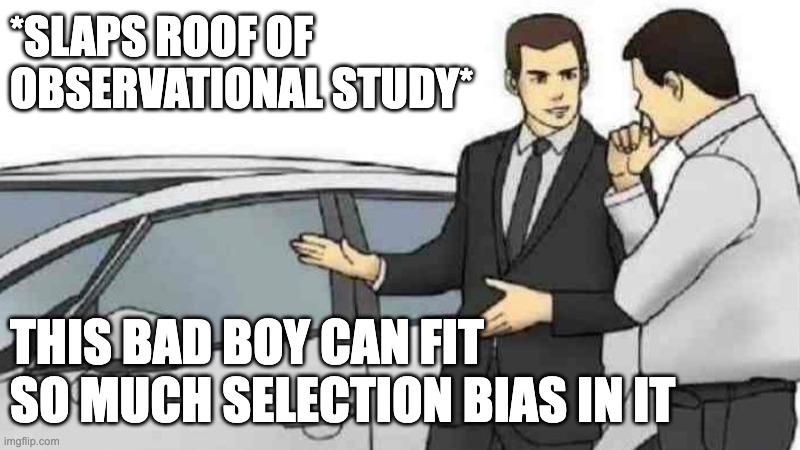 *SLAPS ROOF OF
OBSERVATIONAL STUDY*
THIS BAD BOY CAN FIT
SO MUCH SELECTION BIAS IN IT
imgflip.com